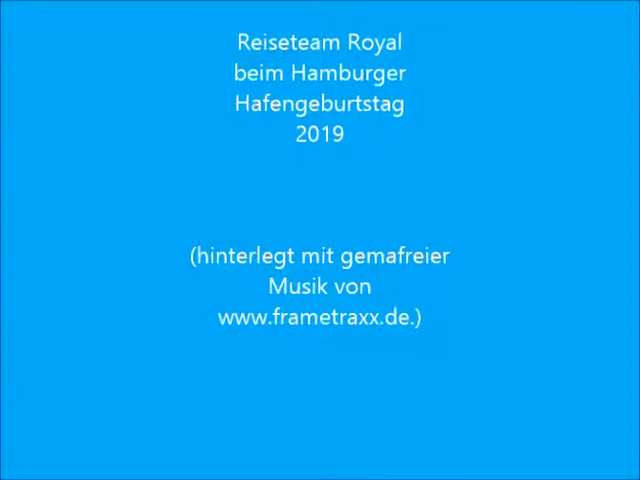 Reiseteam Royal
beim Hamburger
Hafengeburtstag
2019
(hinterlegt mit gemafreier
Musik von
www.frametraxx.de.)